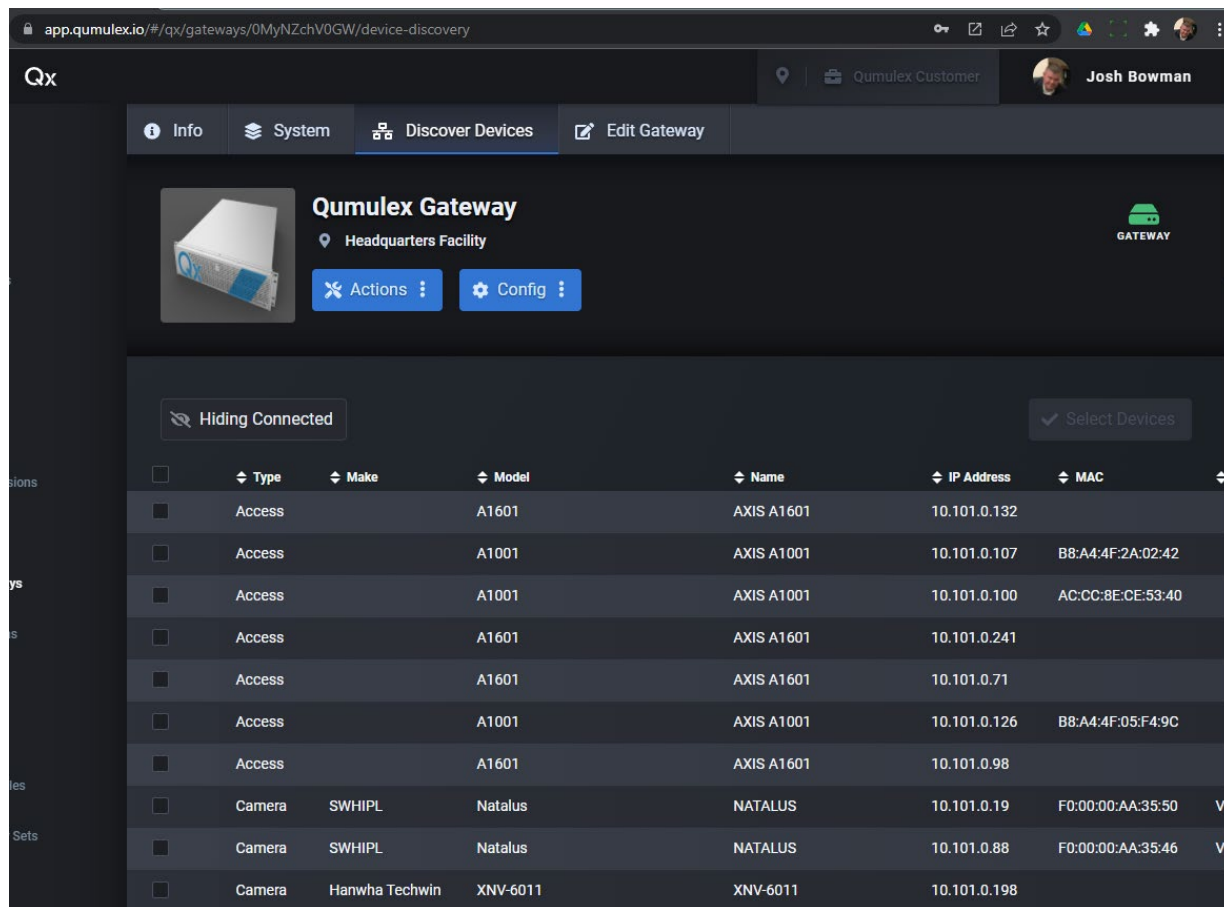 app.qumulex.io/#/qx/gateways/0MyNZchV0GW/device-discovery
Qx Qumulex Customer Josh Bowman
Info System Discover Devices Edit Gateway
Qumulex Gateway
Headquarters Facility
GATEWAY
Qx
Actions Config
Hiding Connected Select Devices
Type Make Model Name IP Address MAC
Access A1601 AXIS A1601 10.101.0.132
Access A1001 AXIS A1001 10.101.0.107 B8:A4:4F:2A:02:42
Access A1001 AXIS A1001 10.101.0.100 AC:CC:8E:CE:53:40
Access A1601 AXIS A1601 10.101.0.241
Access A1601 AXIS A1601 10.101.0.71
Access A1001 AXIS A1001 10.101.0.126 B8:A4:4F:05:F4:9C
Access A1601 AXIS A1601 10.101.0.98
Camera SWHIPL Natalus NATALUS 10.101.0.19 F0:00:00:AA:35:50 V
Sets
Camera SWHIPL Natalus NATALUS 10.101.0.88 F0:00:00:AA:35:46 V
Camera Hanwha Techwin XNV-6011 XNV-6011 10.101.0.198